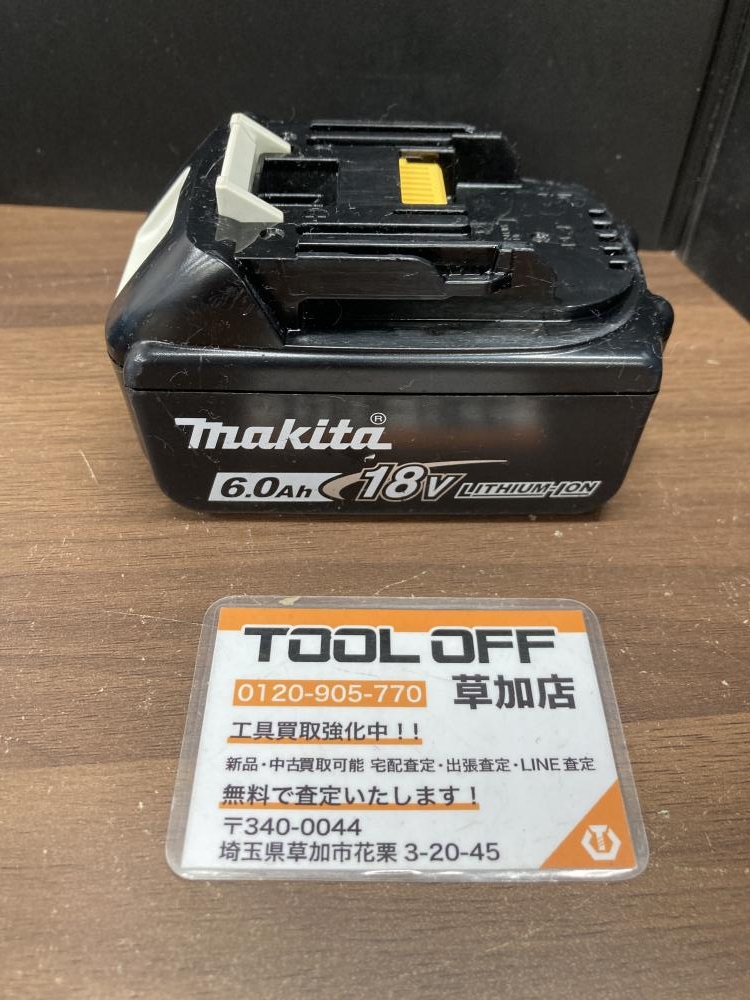 makita®
6.0Ah 18V LITHIUM-ION
TOOL OFF
0120-905-770 草加店
工具買取強化中！！
新品・中古買取可能 宅配査定・出張査定・LINE査定
無料で査定いたします！
〒340-0044
埼玉県草加市花栗3-20-45